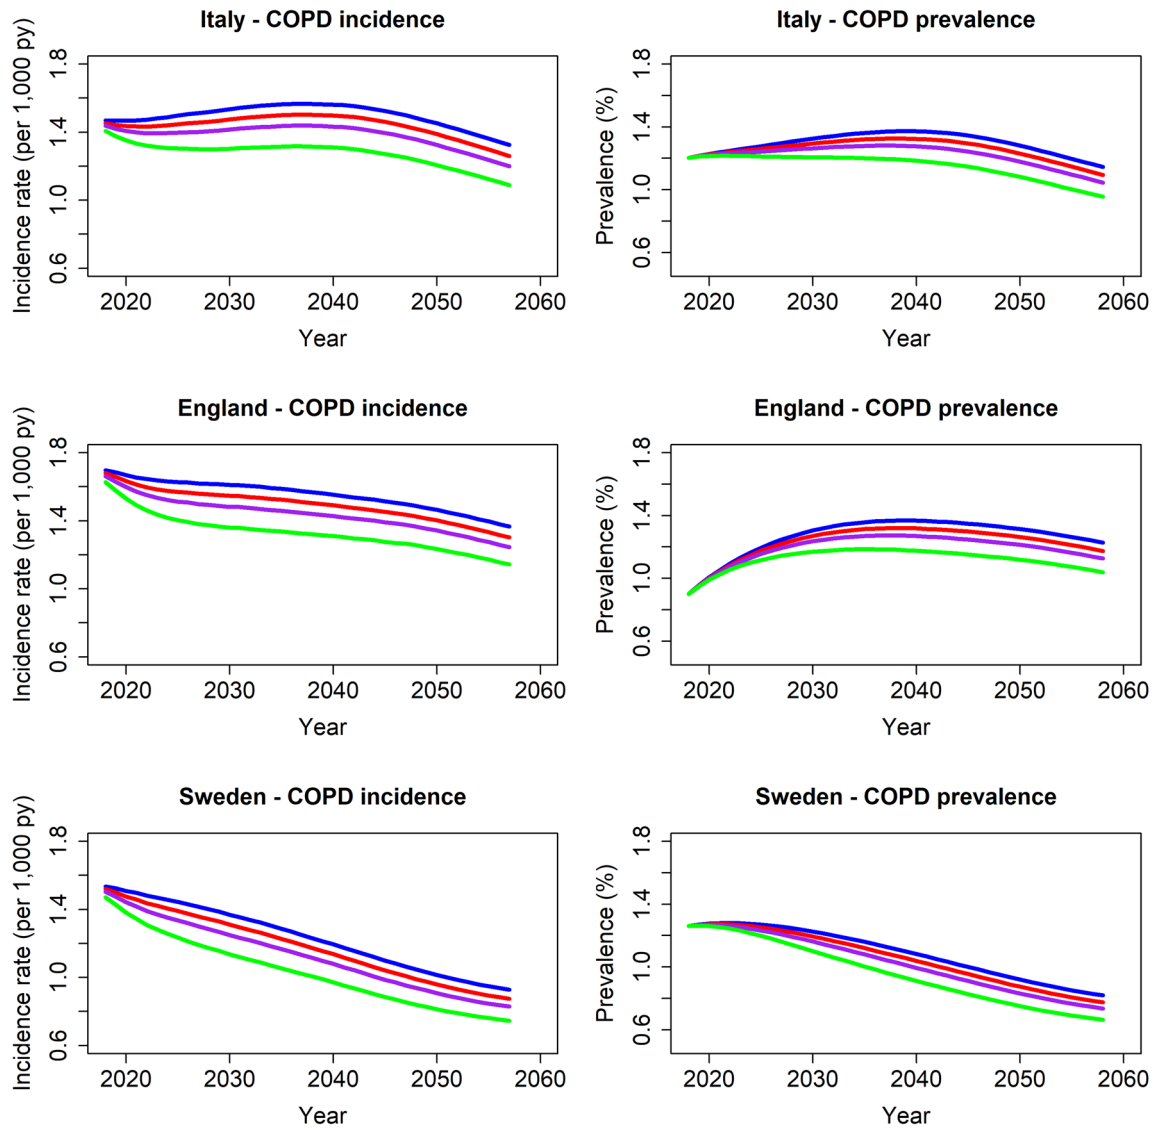 Italy - COPD incidence
Incidence rate (per 1,000 py)
1.8
1.4
1.0
0.6
2020 2030 2040 2050 2060
Year
Italy - COPD prevalence
Prevalence (%)
1.8
1.4
1.0
0.6
2020 2030 2040 2050 2060
Year
England - COPD incidence
Incidence rate (per 1,000 py)
1.8
1.4
1.0
0.6
2020 2030 2040 2050 2060
Year
England - COPD prevalence
Prevalence (%)
1.8
1.4
1.0
0.6
2020 2030 2040 2050 2060
Year
Sweden - COPD incidence
Incidence rate (per 1,000 py)
1.8
1.4
1.0
0.6
2020 2030 2040 2050 2060
Year
Sweden - COPD prevalence
Prevalence (%)
1.8
1.4
1.0
0.6
2020 2030 2040 2050 2060
Year